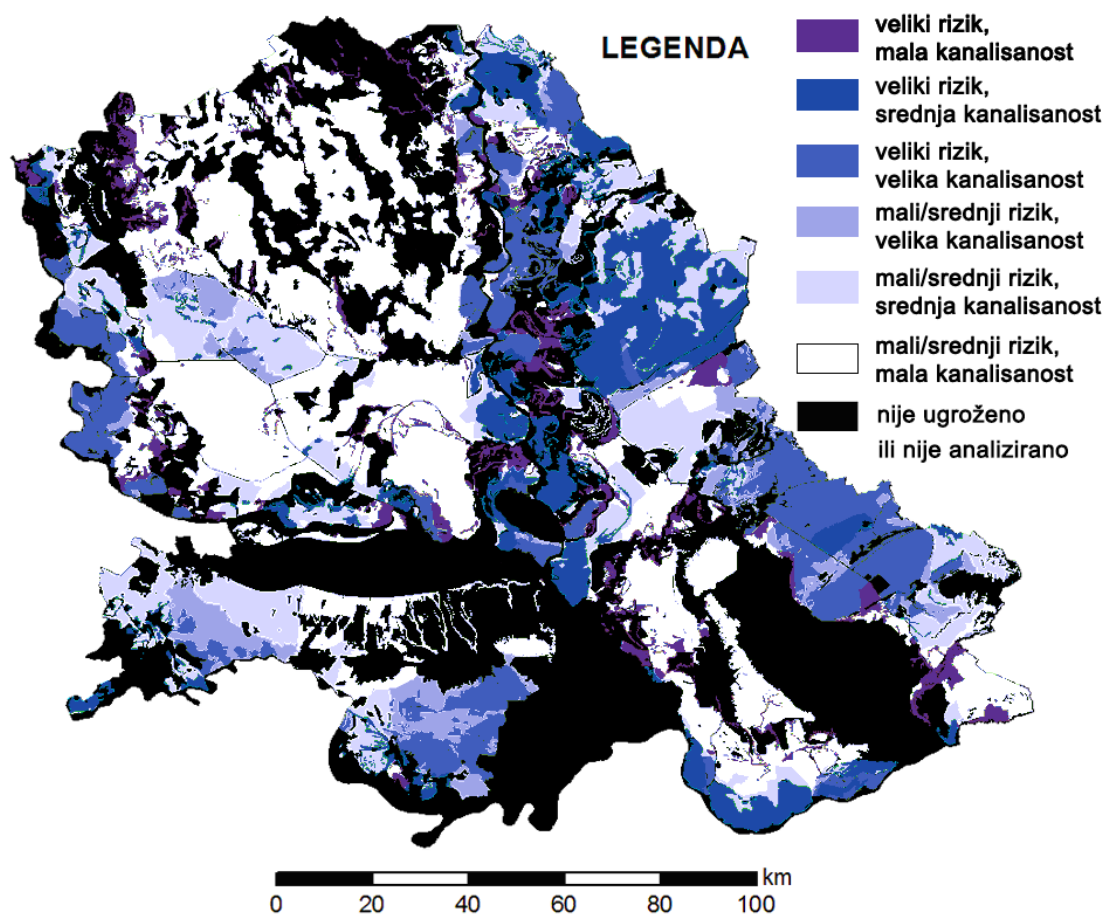 LEGENDA
veliki rizik,
mala kanalisanost
veliki rizik,
srednja kanalisanost
veliki rizik,
velika kanalisanost
mali/srednji rizik,
velika kanalisanost
mali/srednji rizik,
srednja kanalisanost
mali/srednji rizik,
mala kanalisanost
nije ugroženo
ili nije analizirano
km
0 20 40 60 80 100